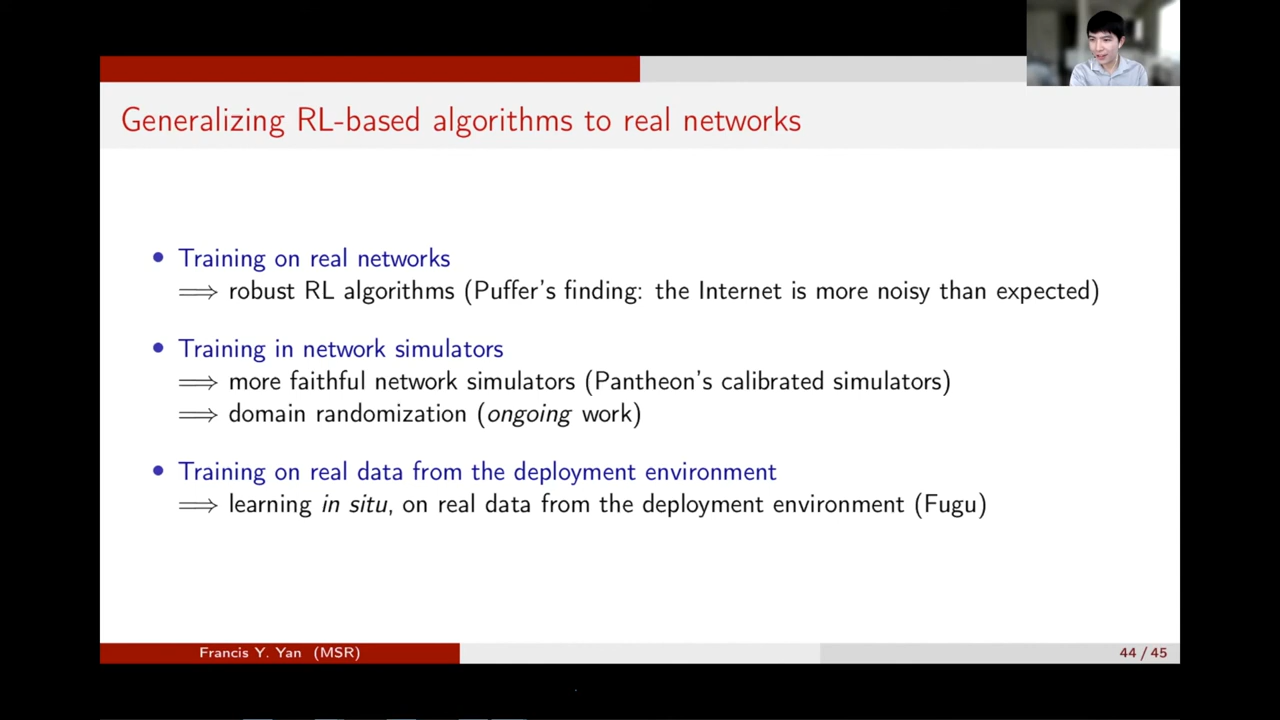 Generalizing RL-based algorithms to real networks
• Training on real networks
⟹ robust RL algorithms (Puffer's finding: the Internet is more noisy than expected)
• Training in network simulators
⟹ more faithful network simulators (Pantheon's calibrated simulators)
⟹ domain randomization (ongoing work)
• Training on real data from the deployment environment
⟹ learning in situ, on real data from the deployment environment (Fugu)
Francis Y. Yan (MSR)
44 / 45